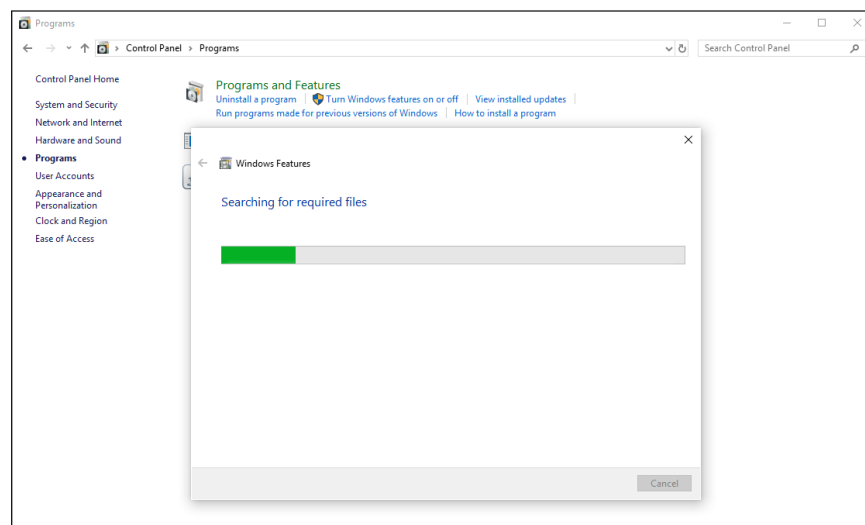 Programs
Control Panel > Programs
Search Control Panel
Control Panel Home
System and Security
Network and Internet
Hardware and Sound
Programs
User Accounts
Appearance and
Personalization
Clock and Region
Ease of Access
Programs and Features
Uninstall a program
Turn Windows features on or off
View installed updates
Run programs made for previous versions of Windows
How to install a program
Windows Features
Searching for required files
Cancel